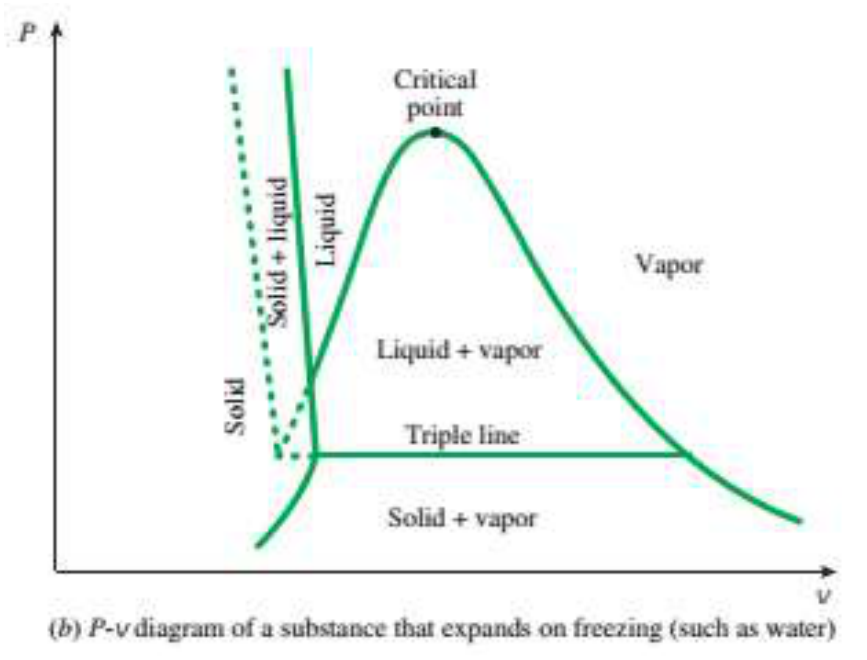 P
Critical
point
Solid + liquid
Liquid
Vapor
Liquid + vapor
Solid
Triple line
Solid + vapor
v
(b) P-v diagram of a substance that expands on freezing (such as water)